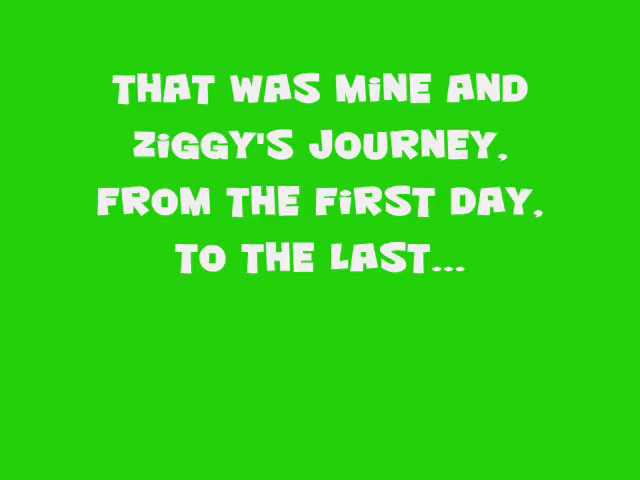 THAT WAS MiNE AND
ZiGGY'S JOURNEY,
FROM THE FiRST DAY,
TO THE LAST...